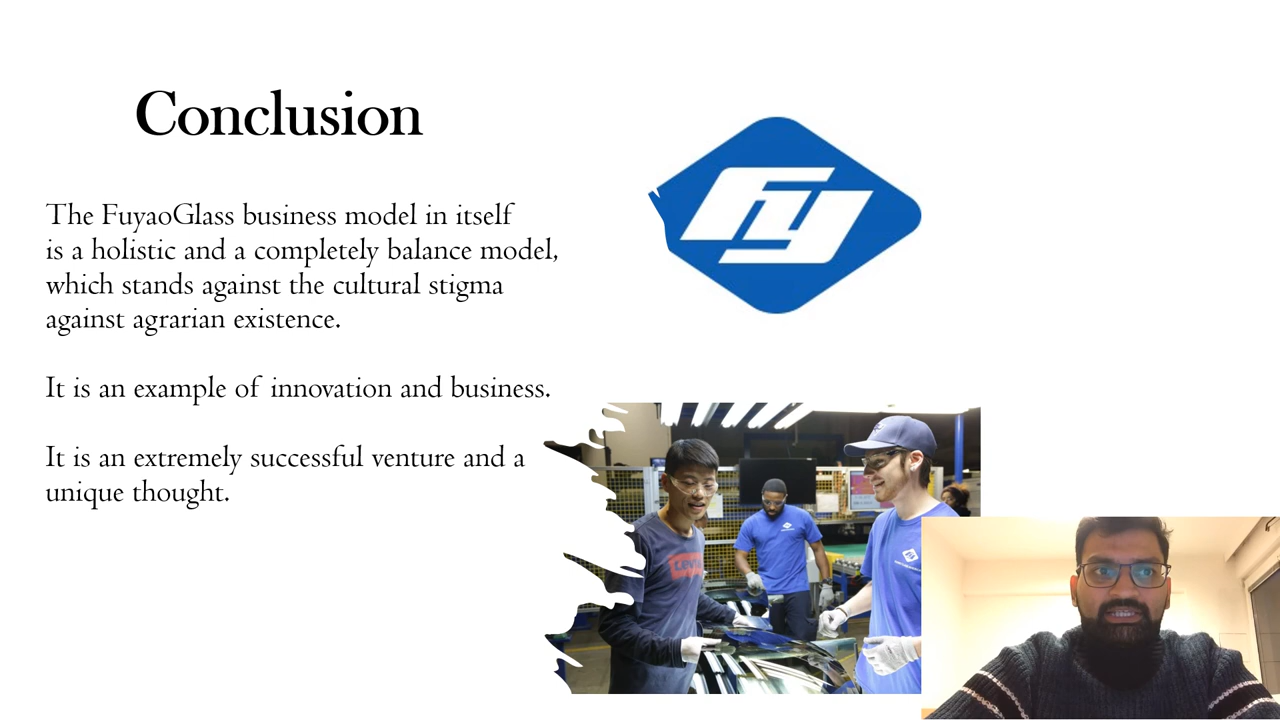 Conclusion
The FuyaoGlass business model in itself
is a holistic and a completely balance model,
which stands against the cultural stigma
against agrarian existence.
It is an example of innovation and business.
It is an extremely successful venture and a
unique thought.
fy